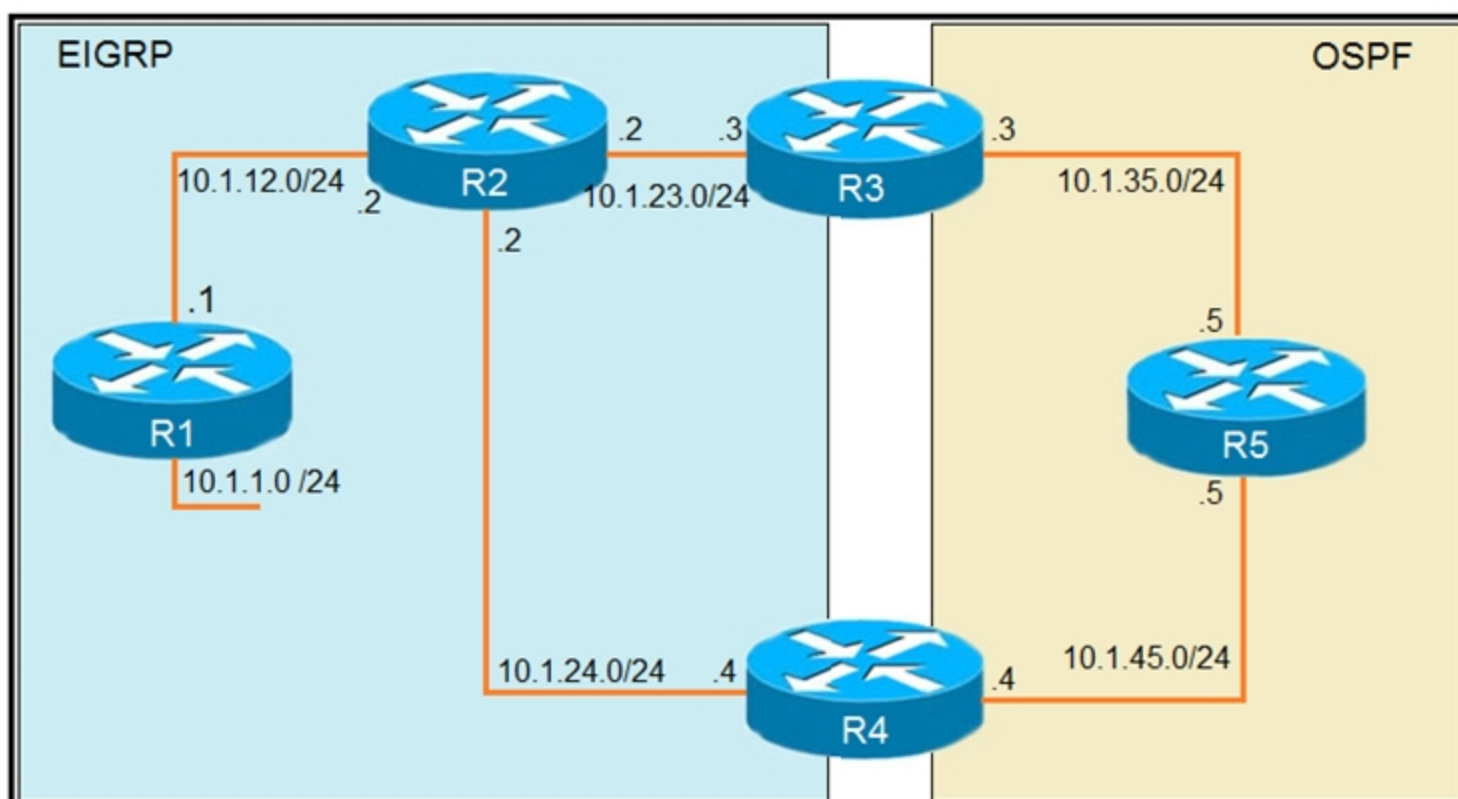 EIGRP
OSPF
.2
.3
.3
R2
R3
10.1.12.0/24
10.1.23.0/24
10.1.35.0/24
.2
.2
.1
.5
R1
R5
10.1.1.0 /24
.5
10.1.24.0/24
.4
10.1.45.0/24
.4
R4